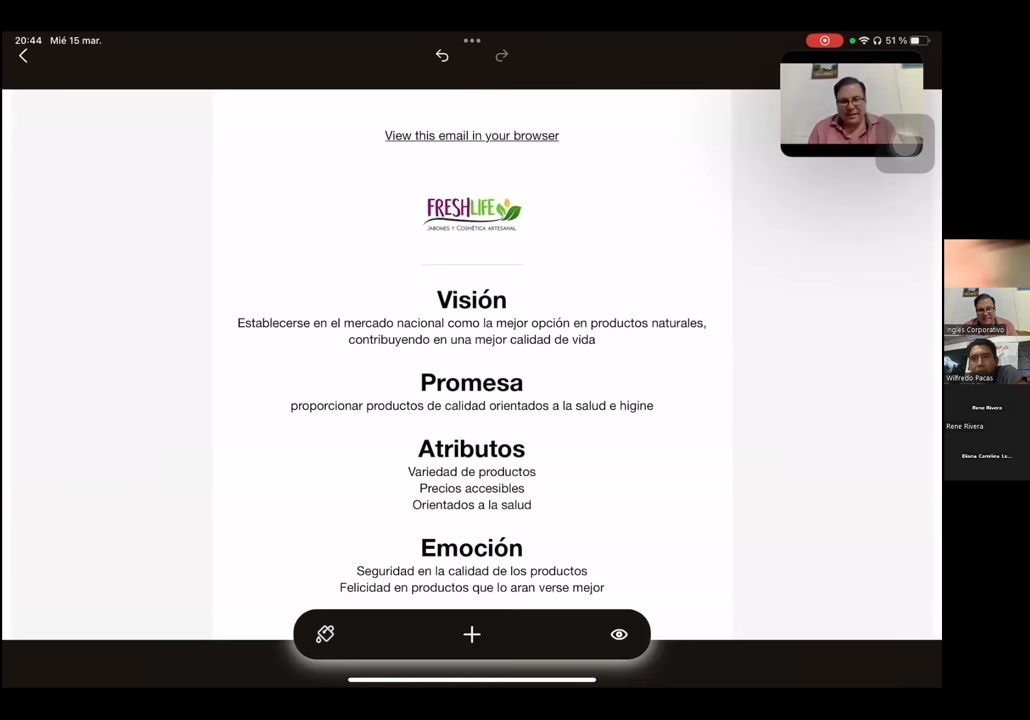 20:44 Mié 15 mar.
51 %
View this email in your browser
FRESHLIFE
JABONES Y COSMÉTICA ARTESANAL
Visión
Establecerse en el mercado nacional como la mejor opción en productos naturales,
contribuyendo en una mejor calidad de vida
Promesa
proporcionar productos de calidad orientados a la salud e higine
Atributos
Variedad de productos
Precios accesibles
Orientados a la salud
Emoción
Seguridad en la calidad de los productos
Felicidad en productos que lo aran verse mejor
Inglés Corporativo
Wilfredo Pacas
Rene Rivera
Rene Rivera
Diana Carolina Le...